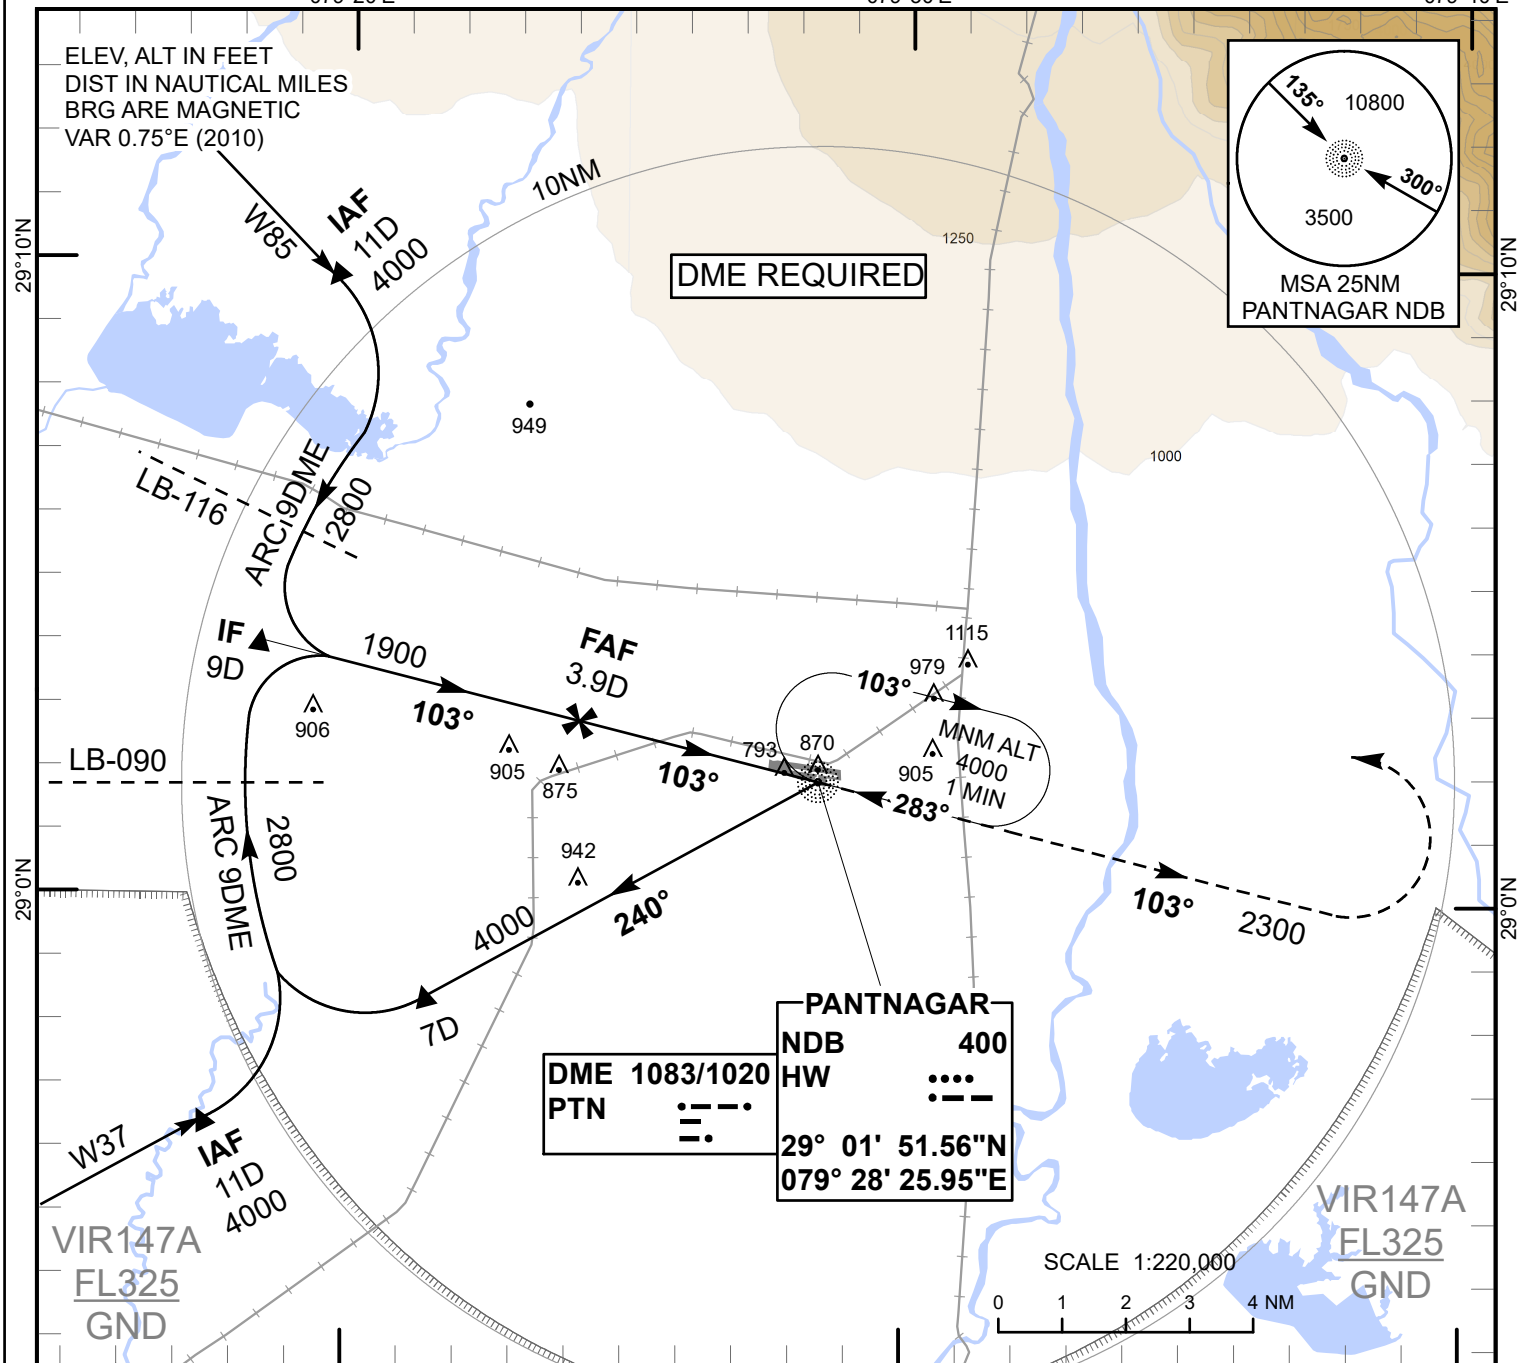 ELEV, ALT IN FEET
DIST IN NAUTICAL MILES
BRG ARE MAGNETIC
VAR 0.75°E (2010)
W85
IAF
11D
4000
10NM
DME REQUIRED
1250
135°
10800
300°
3500
MSA 25NM
PANTNAGAR NDB
29°10'N
29°10'N
949
1000
LB-116
ARC 9DME
2800
IF
9D
1900
103°
FAF
3.9D
906
905
875
103°
793
870
1115
979
103°
905
MNM ALT
4000
1 MIN
283°
LB-090
ARC 9DME
2800
942
240°
4000
7D
103°
2300
29°0'N
29°0'N
PANTNAGAR
NDB 400
HW
29° 01' 51.56"N
079° 28' 25.95"E
DME 1083/1020
PTN
W37
IAF
11D
4000
VIR147A
FL325
GND
VIR147A
FL325
GND
SCALE 1:220,000
0 1 2 3 4 NM